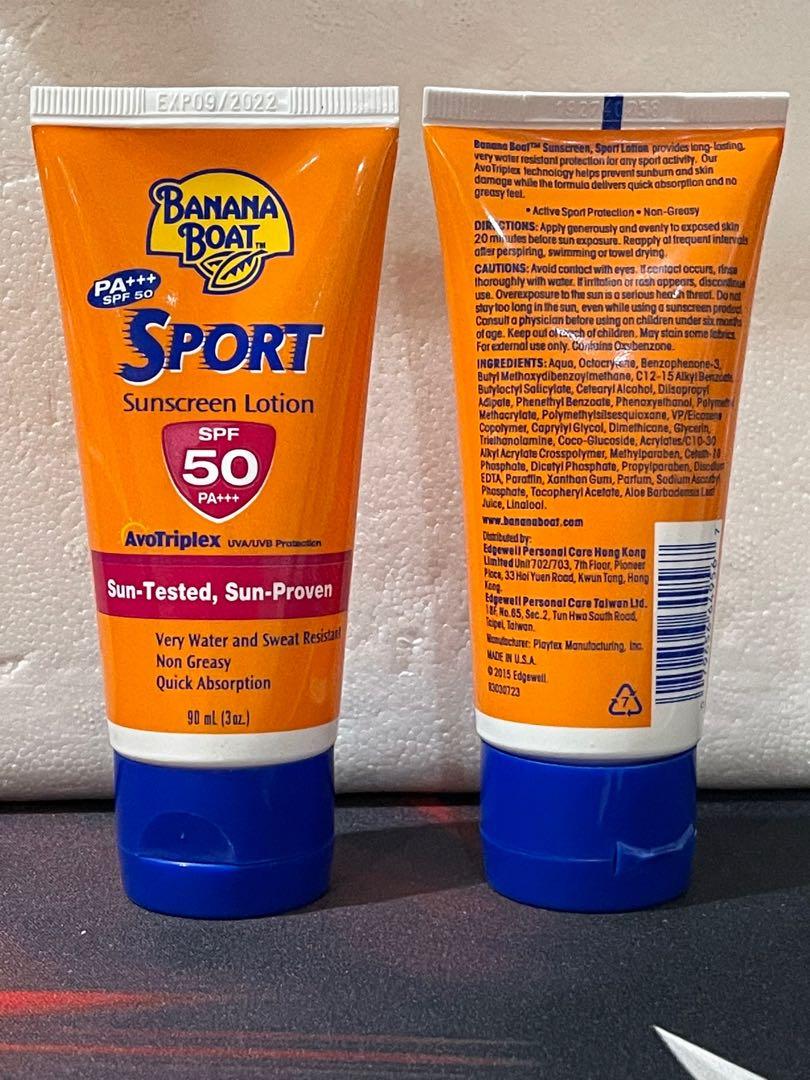 EXP09/2022
BANANA
BOAT™
PA+++
SPF 50
SPORT
Sunscreen Lotion
SPF
50
PA+++
AvoTriplex UVA/UVB Protection
Sun-Tested, Sun-Proven
Very Water and Sweat Resistant
Non Greasy
Quick Absorption
90 mL (3 oz.)
Banana Boat™ Sunscreen, Sport Lotion provides long-lasting,
very water resistant protection for any sport activity. Our
AvoTriplex technology helps prevent sunburn and skin
damage while the formula delivers quick absorption and no
greasy feel.
• Active Sport Protection • Non-Greasy
DIRECTIONS: Apply generously and evenly to exposed skin
20 minutes before sun exposure. Reapply at frequent intervals
after perspiring, swimming or towel drying.
CAUTIONS: Avoid contact with eyes. If contact occurs, rinse
thoroughly with water. If irritation or rash appears, discontinue
use. Overexposure to the sun is a serious health threat. Do not
stay too long in the sun, even while using a sunscreen product.
Consult a physician before using on children under six months
of age. Keep out of reach of children. May stain some fabrics.
For external use only. Contains Oxybenzone.
INGREDIENTS: Aqua, Octocrylene, Benzophenone-3,
Butyl Methoxydibenzoylmethane, C12-15 Alkyl Benzoate,
Butyloctyl Salicylate, Cetearyl Alcohol, Diisopropyl
Adipate, Phenethyl Benzoate, Phenoxyethanol, Polymethyl
Methacrylate, Polymethylsilsesquioxane, VP/Eicosene
Copolymer, Caprylyl Glycol, Dimethicone, Glycerin,
Triethanolamine, Coco-Glucoside, Acrylates/C10-30
Alkyl Acrylate Crosspolymer, Methylparaben, Ceteth-10
Phosphate, Dicetyl Phosphate, Propylparaben, Disodium
EDTA, Paraffin, Xanthan Gum, Parfum, Sodium Ascorbyl
Phosphate, Tocopheryl Acetate, Aloe Barbadensis Leaf
Juice, Linalool.
www.bananaboat.com
Distributed by:
Edgewell Personal Care Hong Kong
Limited Unit 702/703, 7th Floor, Pioneer
Place, 33 Hoi Yuen Road, Kwun Tong, Hong
Kong.
Edgewell Personal Care Taiwan Ltd.
18F, No.65, Sec.2, Tun Hwa South Road,
Taipei, Taiwan.
Manufacturer: Playtex Manufacturing, Inc.
MADE IN U.S.A.
© 2015 Edgewell
03030723
7